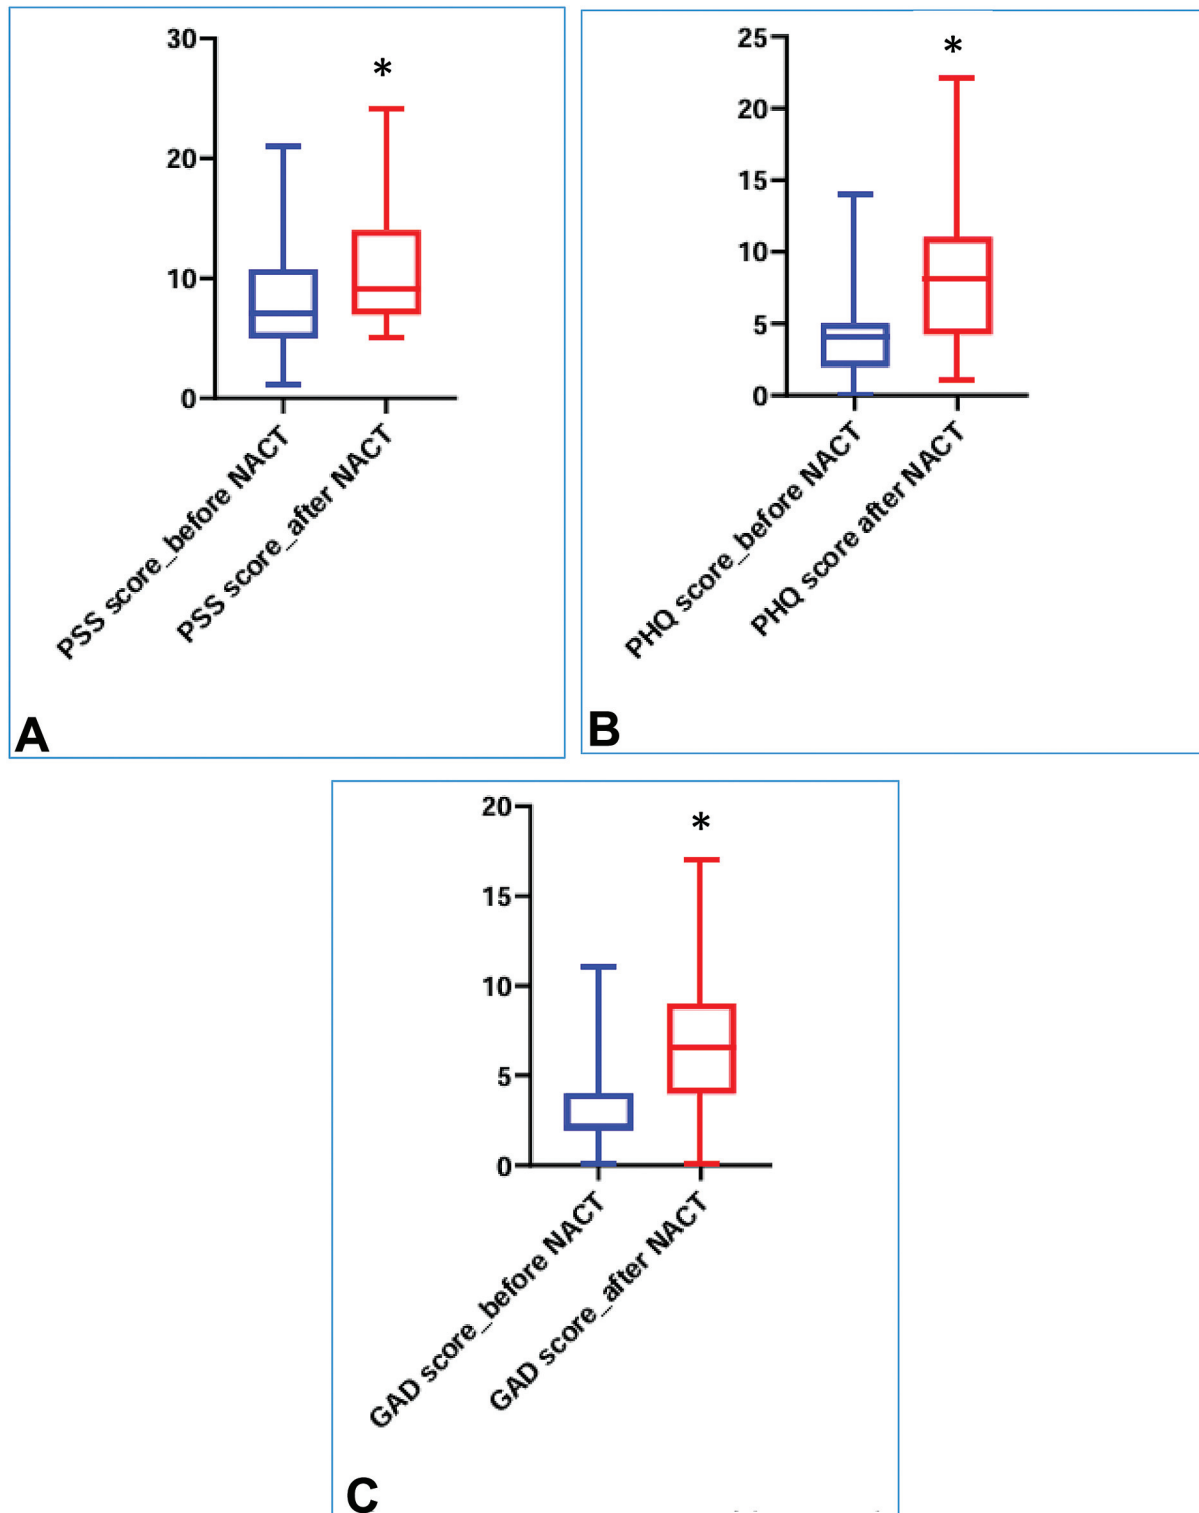 30
*
20
10
0
PSS score_before NACT
PSS score_after NACT
A
25
*
20
15
10
5
0
PHQ score_before NACT
PHQ score after NACT
B
20
*
15
10
5
0
GAD score_before NACT
GAD score_after NACT
C